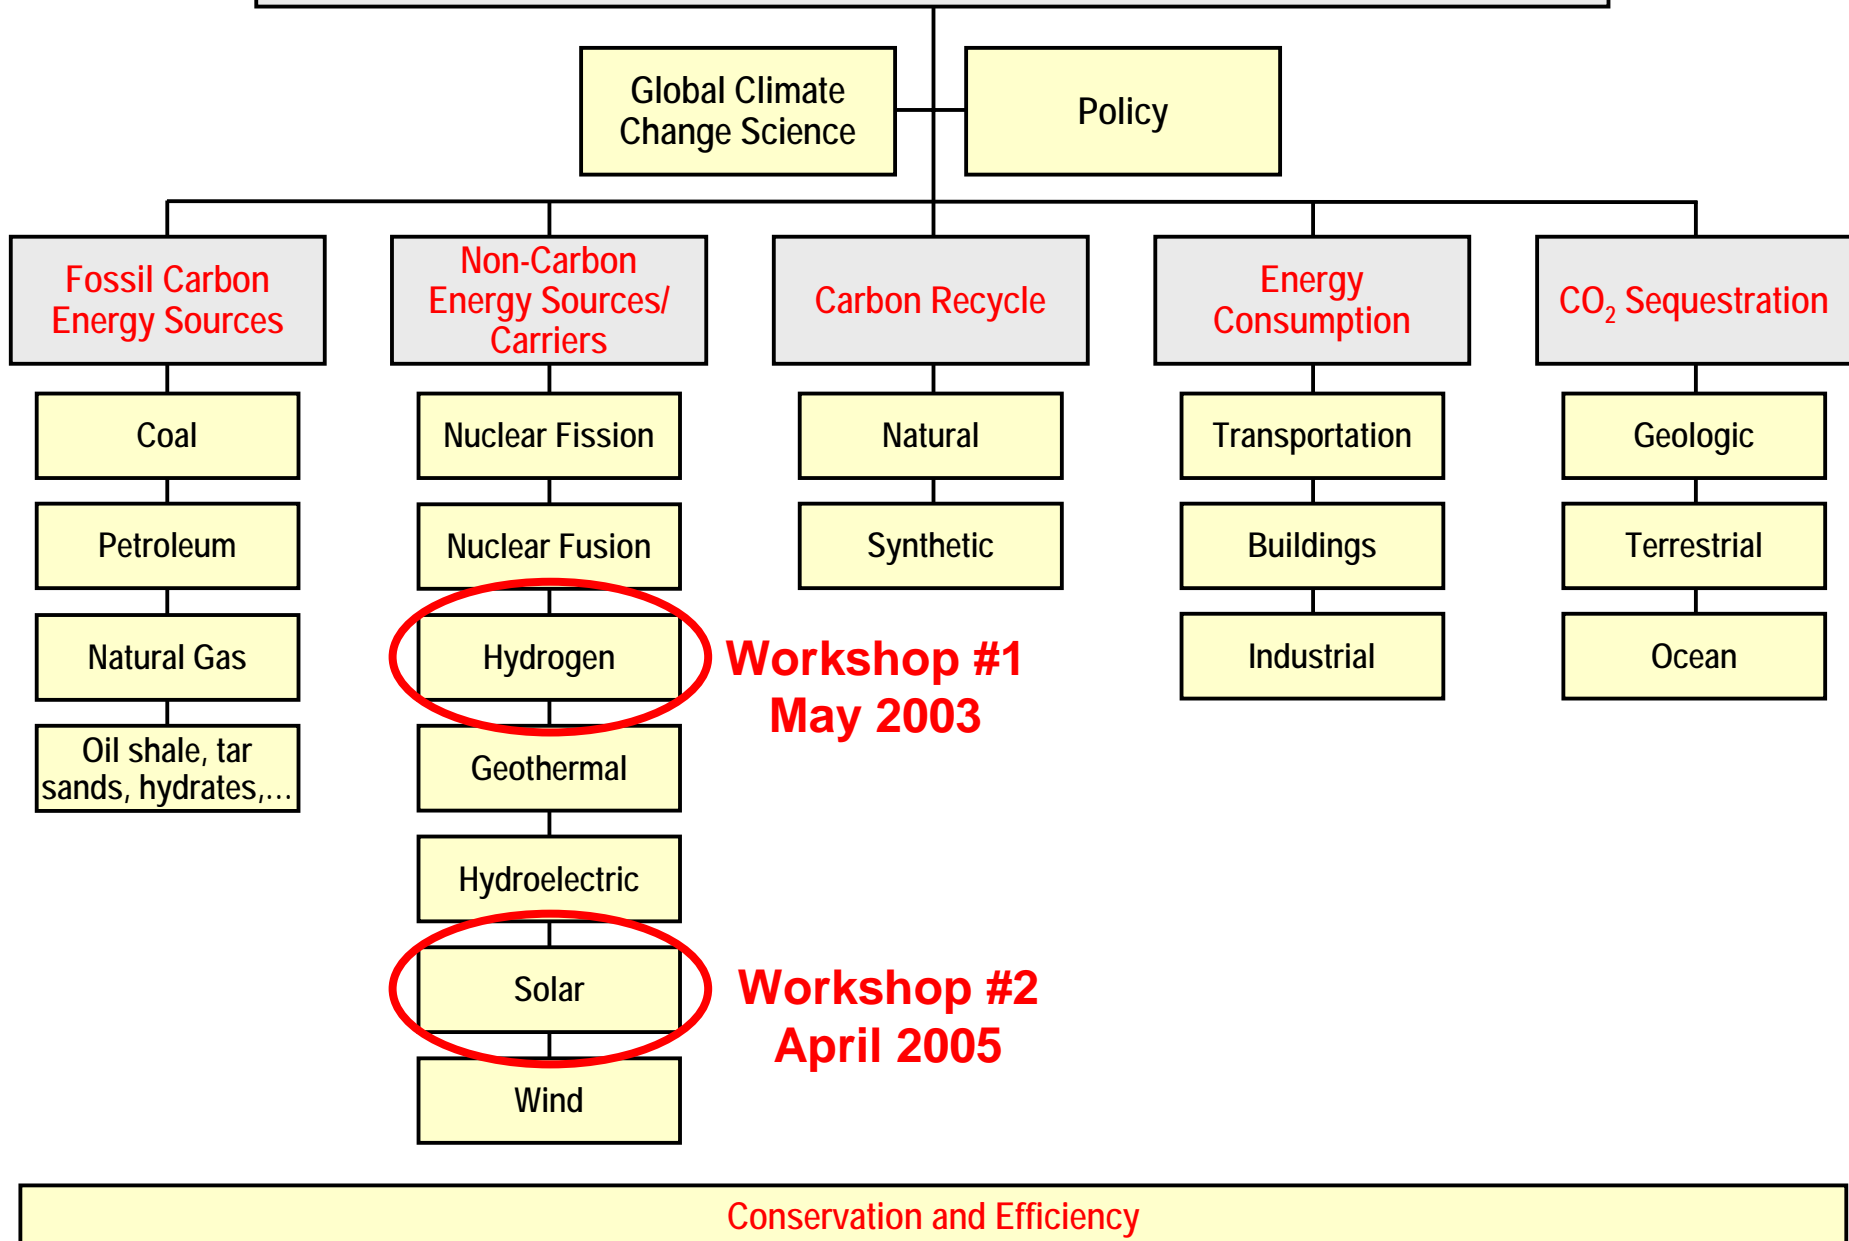 Global Climate
Change Science
Policy
Fossil Carbon
Energy Sources
Non-Carbon
Energy Sources/
Carriers
Carbon Recycle
Energy
Consumption
CO₂ Sequestration
Coal
Nuclear Fission
Natural
Transportation
Geologic
Petroleum
Nuclear Fusion
Synthetic
Buildings
Terrestrial
Natural Gas
Hydrogen
Workshop #1
May 2003
Industrial
Ocean
Oil shale, tar
sands, hydrates,…
Geothermal
Hydroelectric
Solar
Workshop #2
April 2005
Wind
Conservation and Efficiency